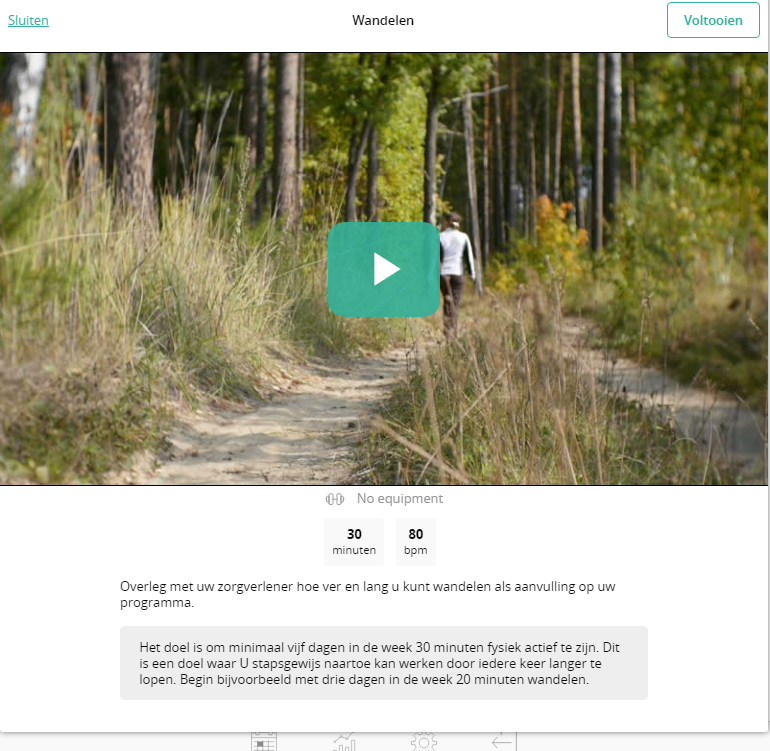 Sluiten
Wandelen
Voltooien
No equipment
30
minuten
80
bpm
Overleg met uw zorgverlener hoe ver en lang u kunt wandelen als aanvulling op uw
programma.
Het doel is om minimaal vijf dagen in de week 30 minuten fysiek actief te zijn. Dit
is een doel waar U stapsgewijs naartoe kan werken door iedere keer langer te
lopen. Begin bijvoorbeeld met drie dagen in de week 20 minuten wandelen.